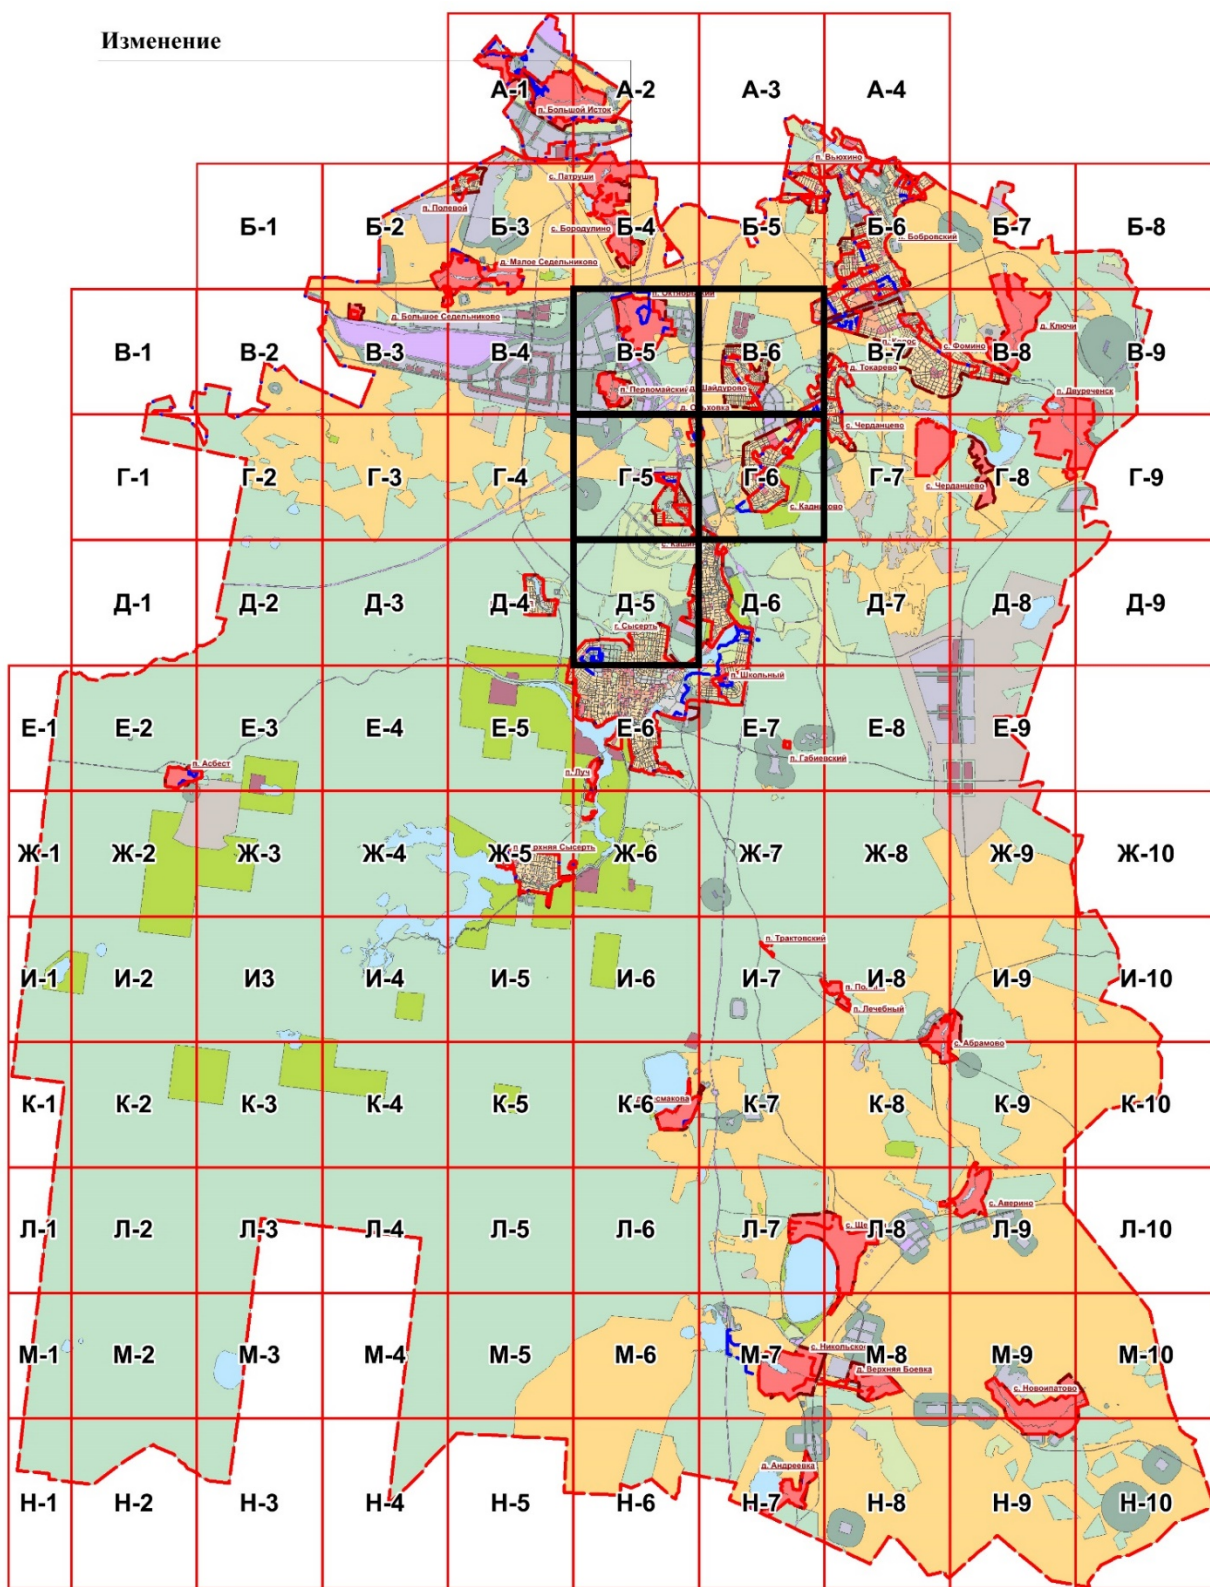 Изменение
А-1 А-2 А-3 А-4
п. Большой Исток
п. Вьюхино
с. Патруши
п. Полевой
Б-1 Б-2 Б-3 Б-4 Б-5 Б-6 Б-7 Б-8
с. Бородулино
п. Бобровский
д. Малое Седельниково
д. Большое Седельниково
д. Ключи
с. Фомино
В-1 В-2 В-3 В-4 В-5 В-6 В-7 В-8 В-9
д. Токарево
п. Первомайский
д. Шайдурово
п. Двуреченск
с. Черданцево
Г-1 Г-2 Г-3 Г-4 Г-5 Г-6 Г-7 Г-8 Г-9
с. Черданцево
с. Кадниково
Д-1 Д-2 Д-3 Д-4 Д-5 Д-6 Д-7 Д-8 Д-9
г. Сысерть
п. Школьный
Е-1 Е-2 Е-3 Е-4 Е-5 Е-6 Е-7 Е-8 Е-9
п. Габиевский
п. Асбест
п. Луч
Ж-1 Ж-2 Ж-3 Ж-4 Ж-5 Ж-6 Ж-7 Ж-8 Ж-9 Ж-10
Сысерть
п. Трактовский
И-1 И-2 И3 И-4 И-5 И-6 И-7 И-8 И-9 И-10
п. Лечебный
с. Абрамово
К-1 К-2 К-3 К-4 К-5 К-6 К-7 К-8 К-9 К-10
с. Аверино
Л-1 Л-2 Л-3 Л-4 Л-5 Л-6 Л-7 Л-8 Л-9 Л-10
с. Никольское
М-1 М-2 М-3 М-4 М-5 М-6 М-7 М-8 М-9 М-10
д. Верхняя Боевка
с. Новоипатово
д. Андреевка
Н-1 Н-2 Н-3 Н-4 Н-5 Н-6 Н-7 Н-8 Н-9 Н-10